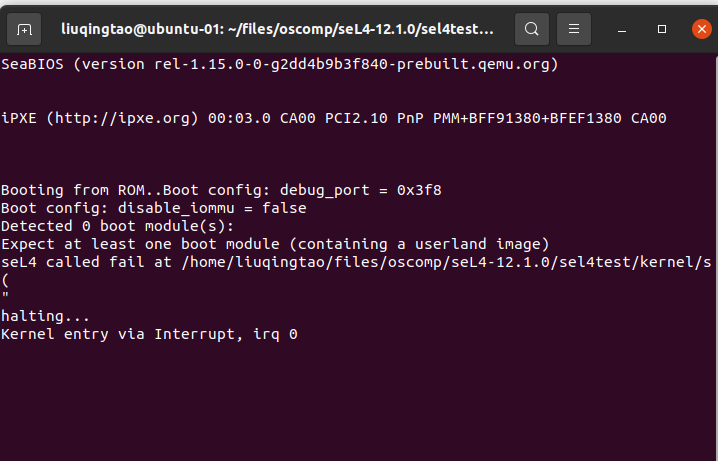 liuqingtao@ubuntu-01: ~/files/oscomp/seL4-12.1.0/sel4test...
SeaBIOS (version rel-1.15.0-0-g2dd4b9b3f840-prebuilt.qemu.org)
iPXE (http://ipxe.org) 00:03.0 CA00 PCI2.10 PnP PMM+BFF91380+BFEF1380 CA00
Booting from ROM..Boot config: debug_port = 0x3f8
Boot config: disable_iommu = false
Detected 0 boot module(s):
Expect at least one boot module (containing a userland image)
seL4 called fail at /home/liuqingtao/files/oscomp/seL4-12.1.0/sel4test/kernel/s
(
"
halting...
Kernel entry via Interrupt, irq 0